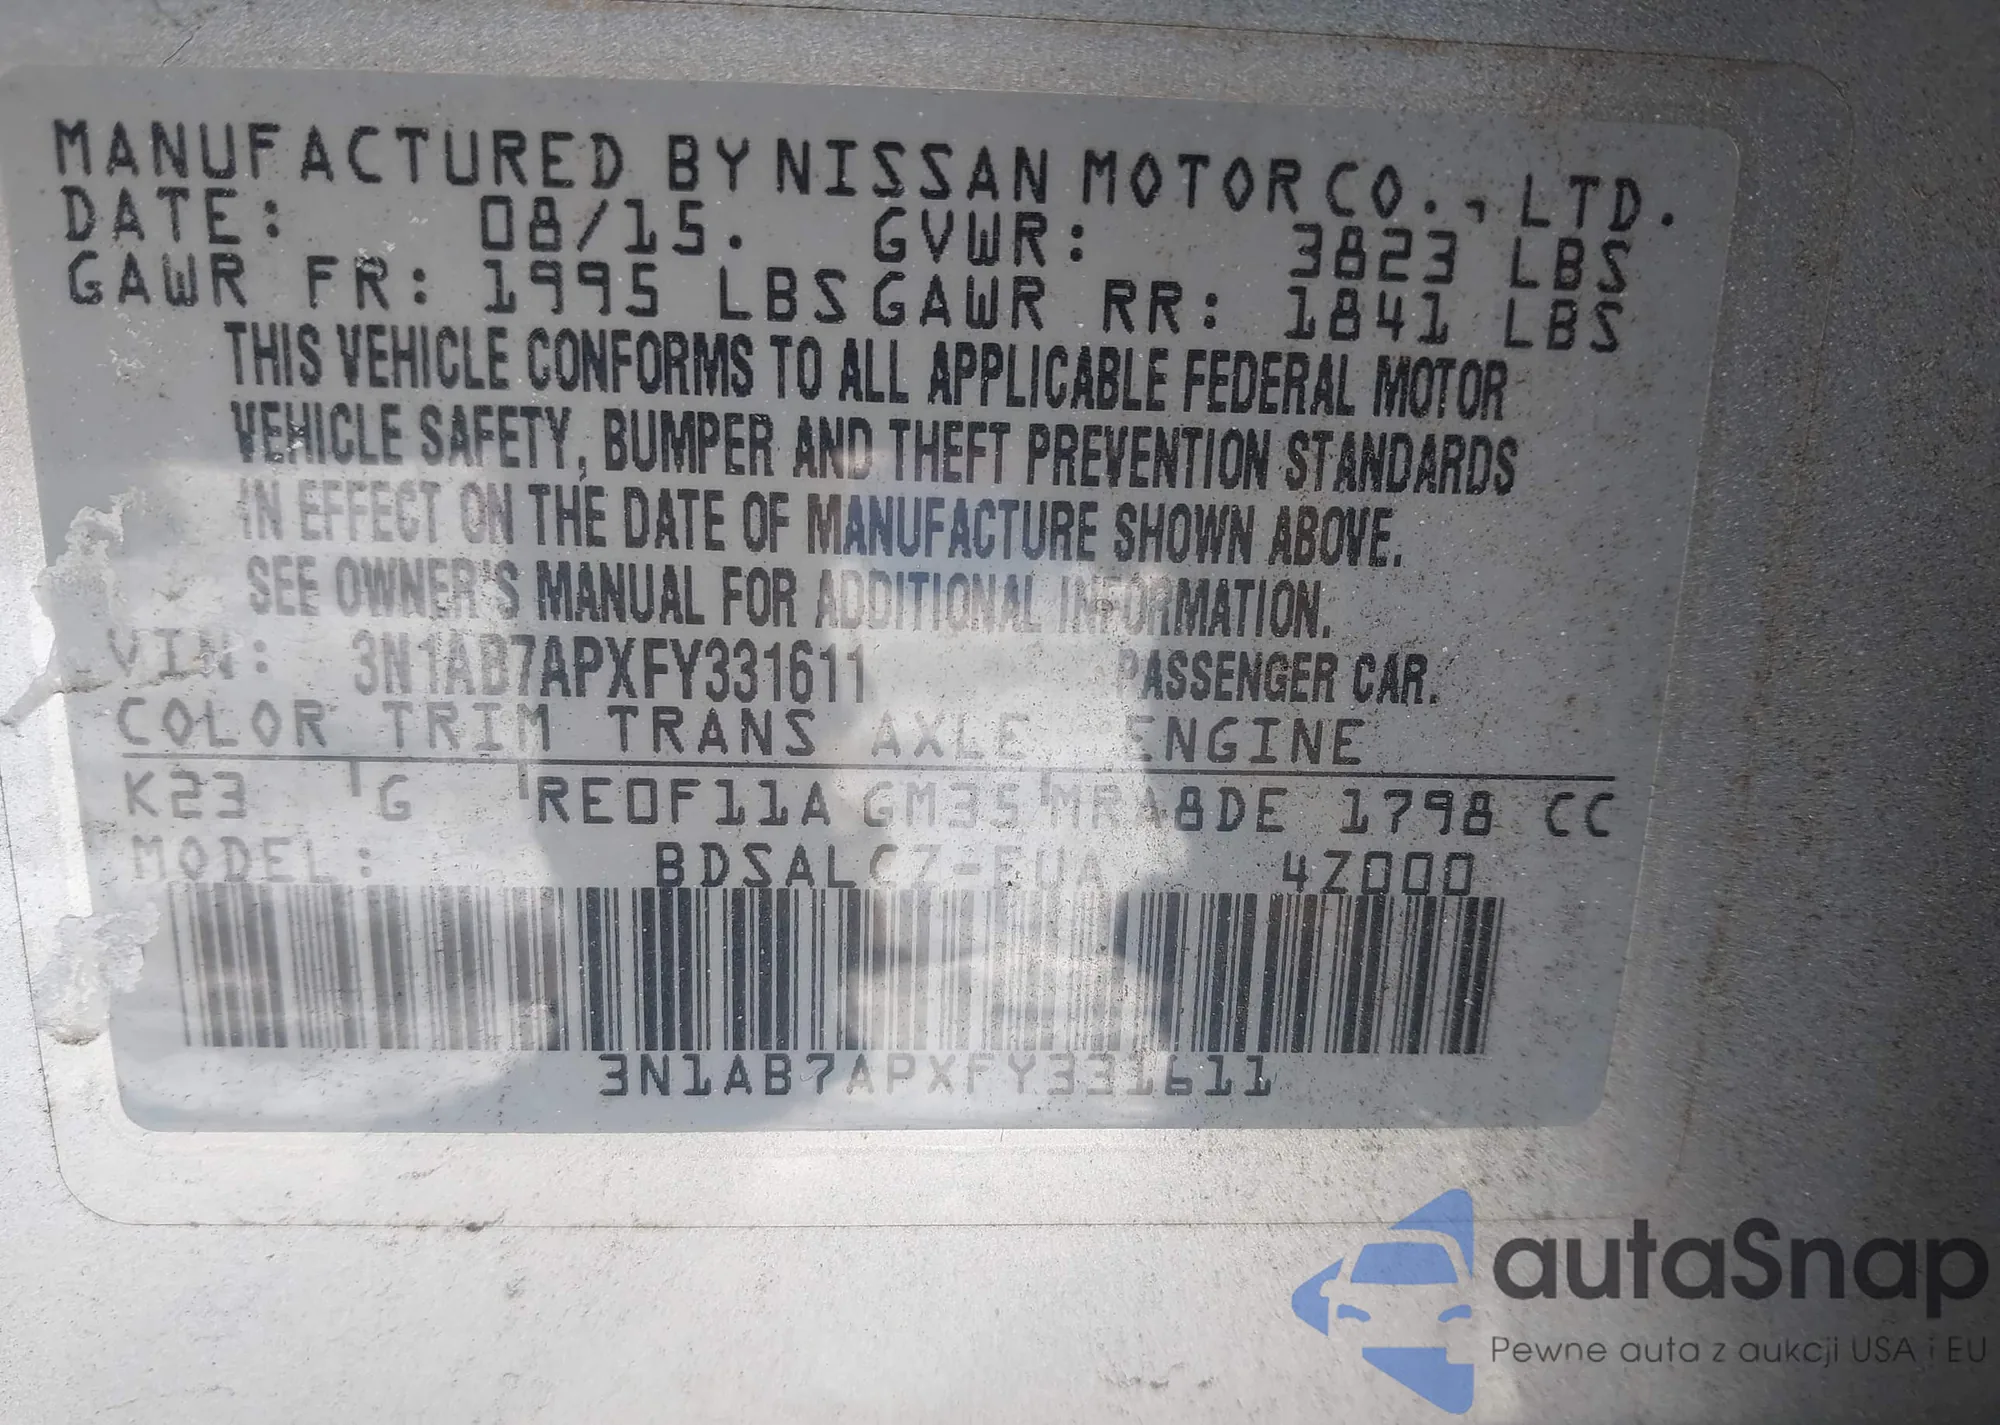 MANUFACTURED BY NISSAN MOTOR CO., LTD.
DATE: 08/15. GVWR: 3823 LBS
GAWR FR: 1995 LBS GAWR RR: 1841 LBS
THIS VEHICLE CONFORMS TO ALL APPLICABLE FEDERAL MOTOR
VEHICLE SAFETY, BUMPER AND THEFT PREVENTION STANDARDS
IN EFFECT ON THE DATE OF MANUFACTURE SHOWN ABOVE.
SEE OWNER'S MANUAL FOR ADDITIONAL INFORMATION.
VIN: 3N1AB7APXFY331611 PASSENGER CAR.
COLOR TRIM TRANS AXLE ENGINE
K23 G RE0F11A GM35 MRA8DE 1798 CC
MODEL: BDSALCZ-EUA 4Z000
3N1AB7APXFY331611
autaSnap
Pewne auta z aukcji USA i EU